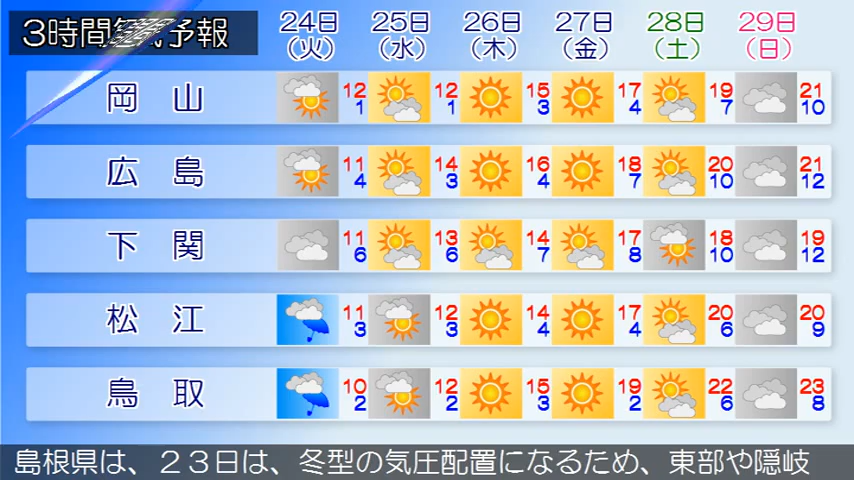 3時間 予報
24日 25日 26日 27日 28日 29日
（火） （水） （木） （金） （土） （日）
岡山 12 1 12 1 15 3 17 4 19 7 21 10
広島 11 4 14 3 16 4 18 7 20 10 21 12
下関 11 6 13 6 14 7 17 8 18 10 19 12
松江 11 3 12 3 14 4 17 4 20 6 20 9
鳥取 10 2 12 2 15 3 19 2 22 6 23 8
島根県は、２３日は、冬型の気圧配置になるため、東部や隠岐